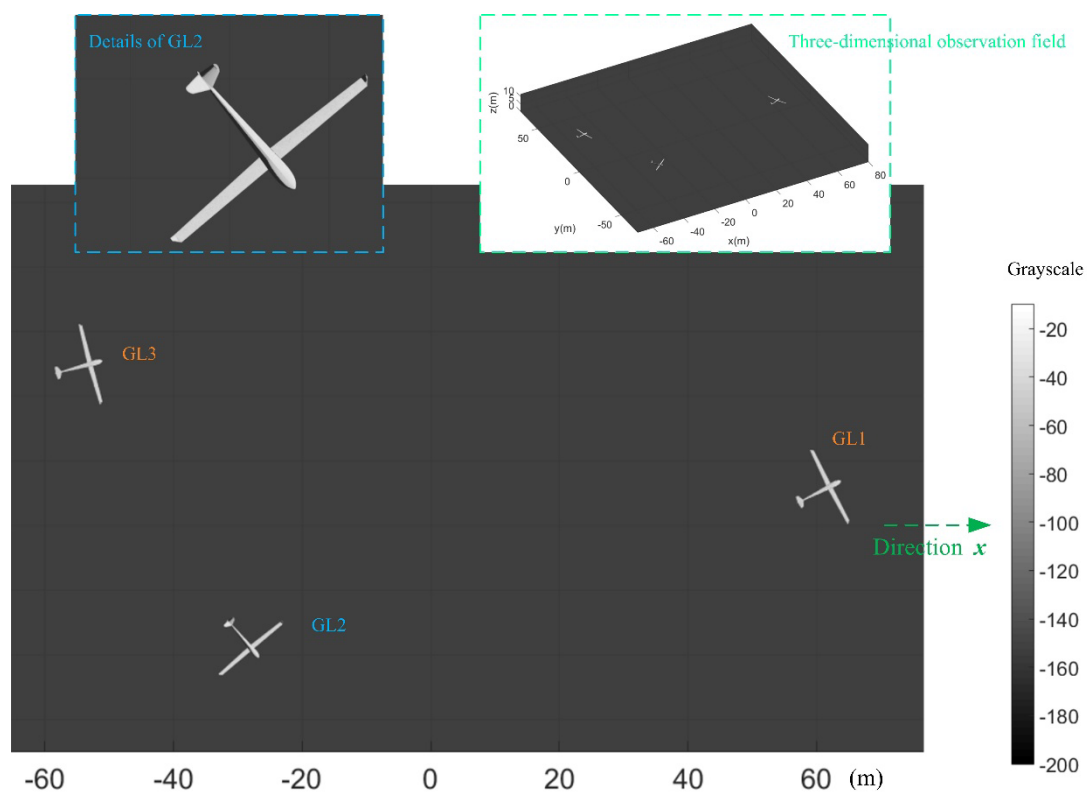 Details of GL2
Three-dimensional observation field
z(m)
10
5
0
50
0
-50
y(m)
-60
-40
-20
0
20
40
60
80
x(m)
Grayscale
GL3
GL1
Direction x
GL2
-20
-40
-60
-80
-100
-120
-140
-160
-180
-200
-60 -40 -20 0 20 40 60 (m)